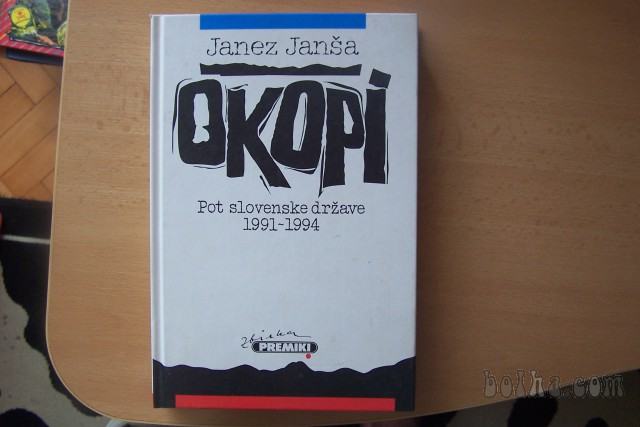 Janez Janša
OKOPI
Pot slovenske države
1991-1994
zbirka
PREMIKI
bolha.com